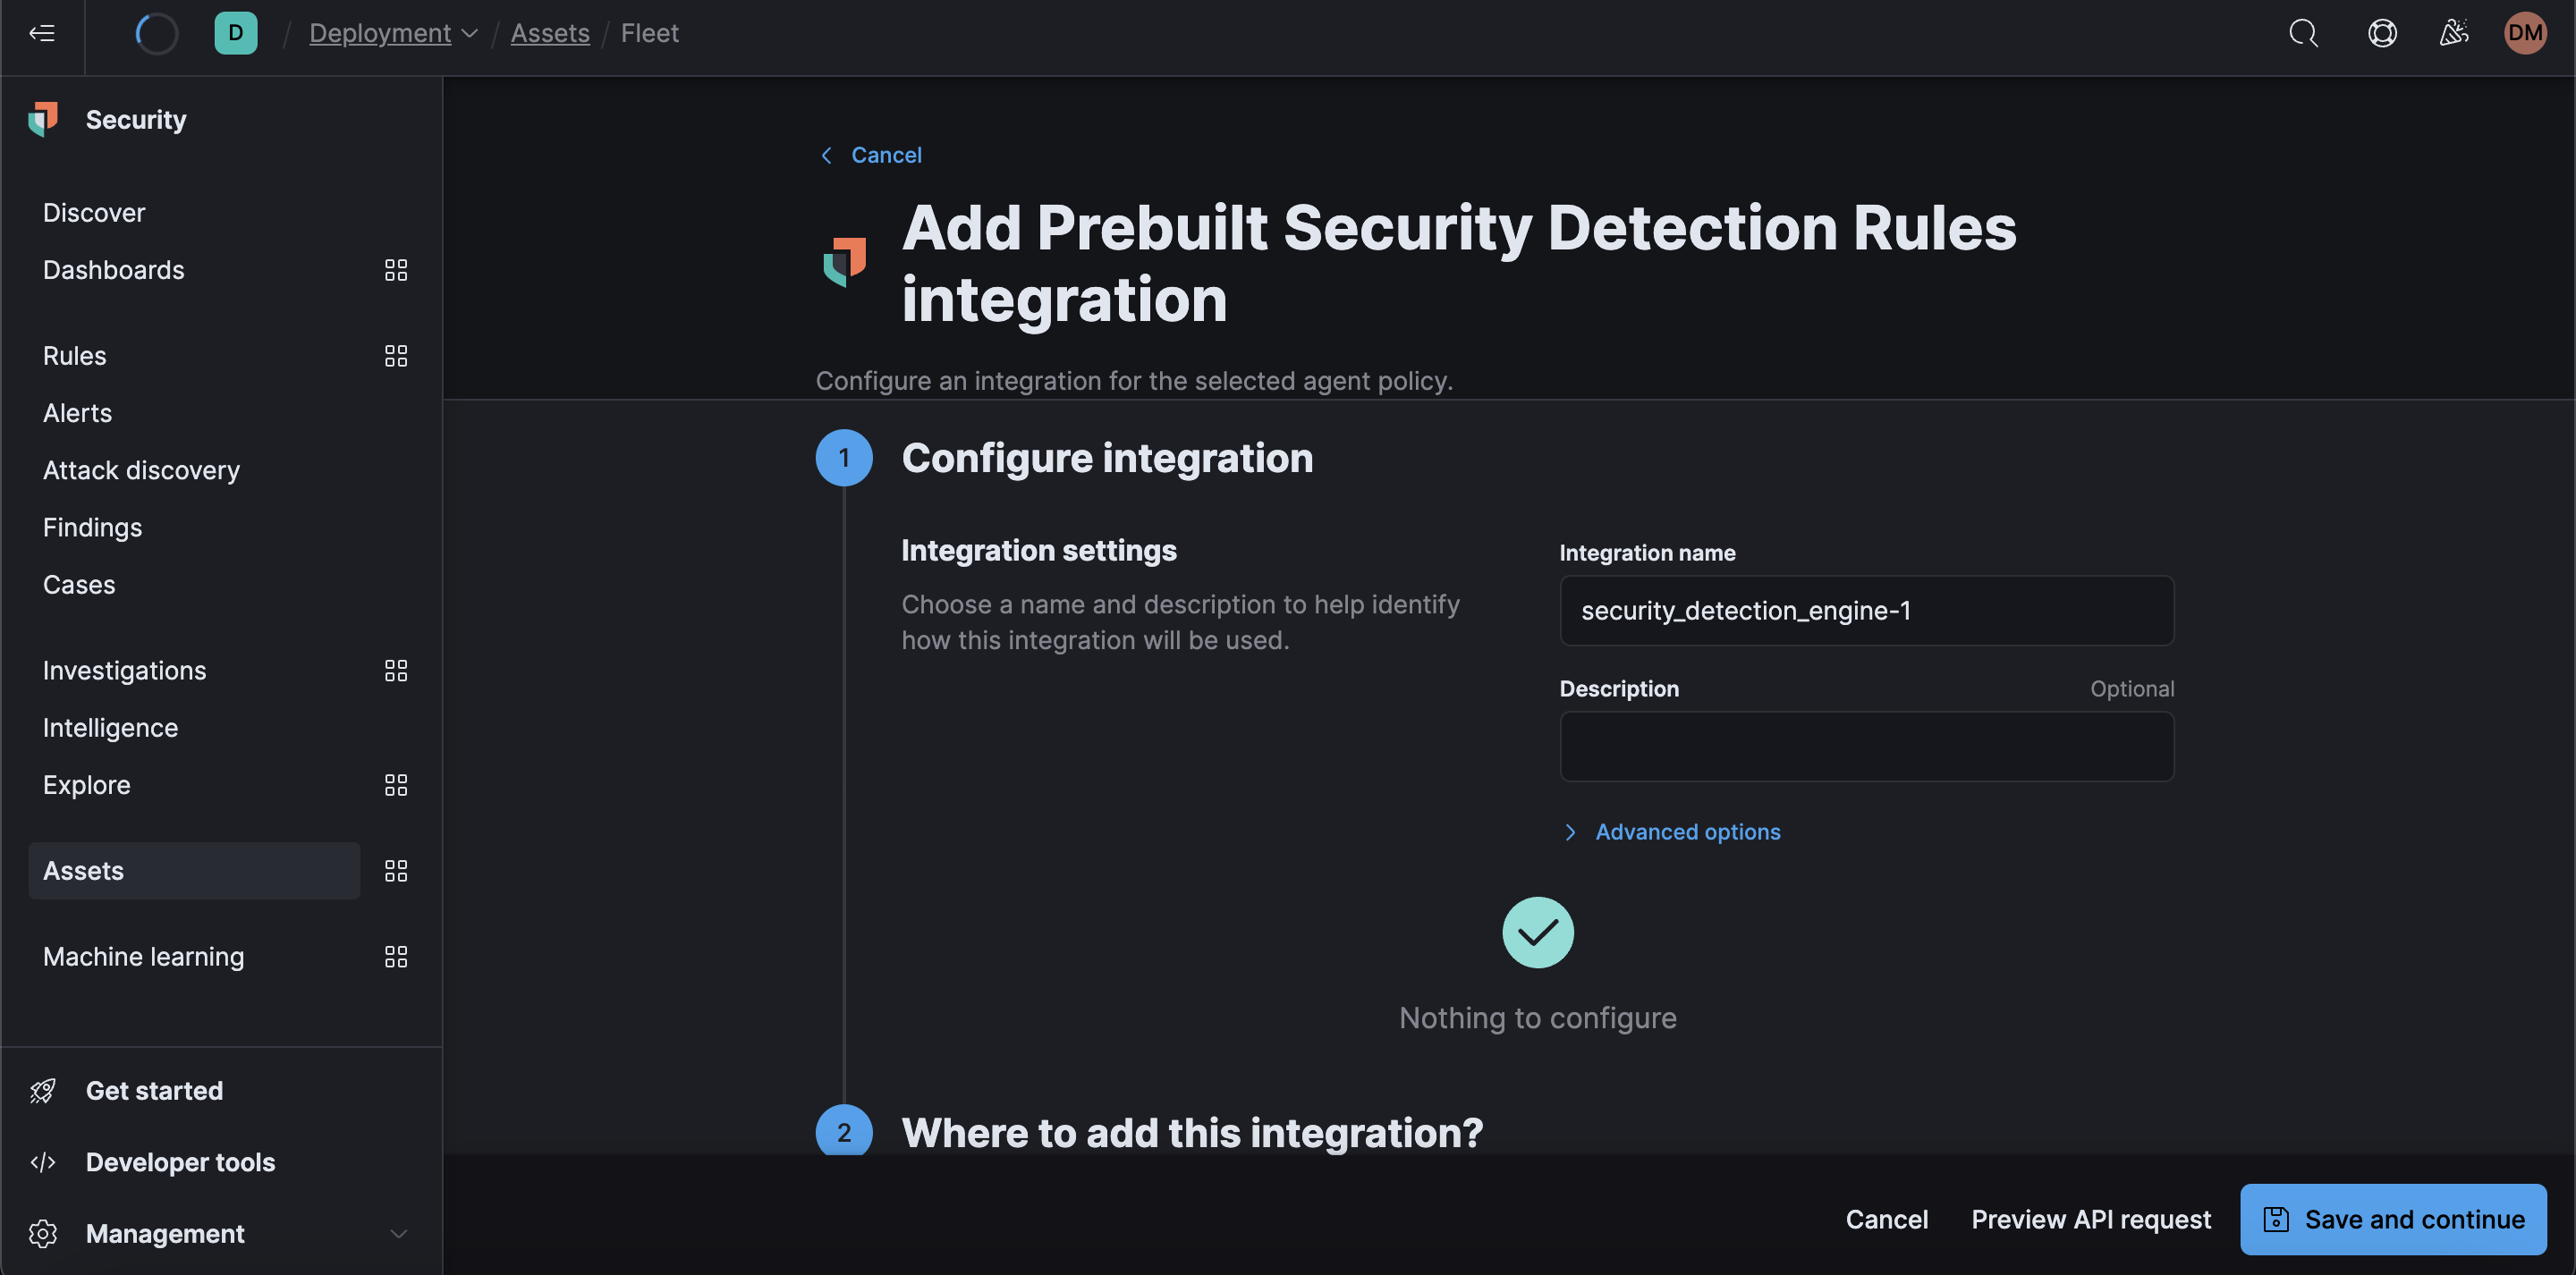 D / Deployment / Assets / Fleet DM
Security
Discover
Dashboards
Rules
Alerts
Attack discovery
Findings
Cases
Investigations
Intelligence
Explore
Assets
Machine learning
Get started
Developer tools
Management
Cancel
Add Prebuilt Security Detection Rules
integration
Configure an integration for the selected agent policy.
1 Configure integration
Integration settings
Choose a name and description to help identify
how this integration will be used.
Integration name
security_detection_engine-1
Description Optional
Advanced options
Nothing to configure
2 Where to add this integration?
Cancel Preview API request Save and continue